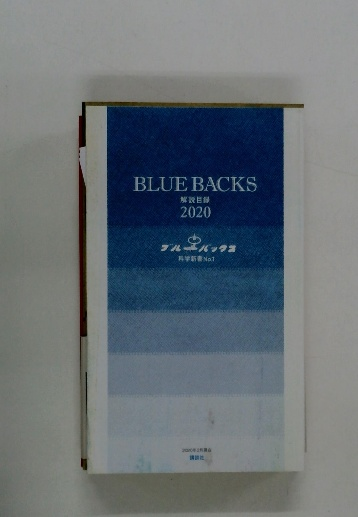 BLUE BACKS
解説目録
2020
ブルーバックス
科学新書No.1
講談社